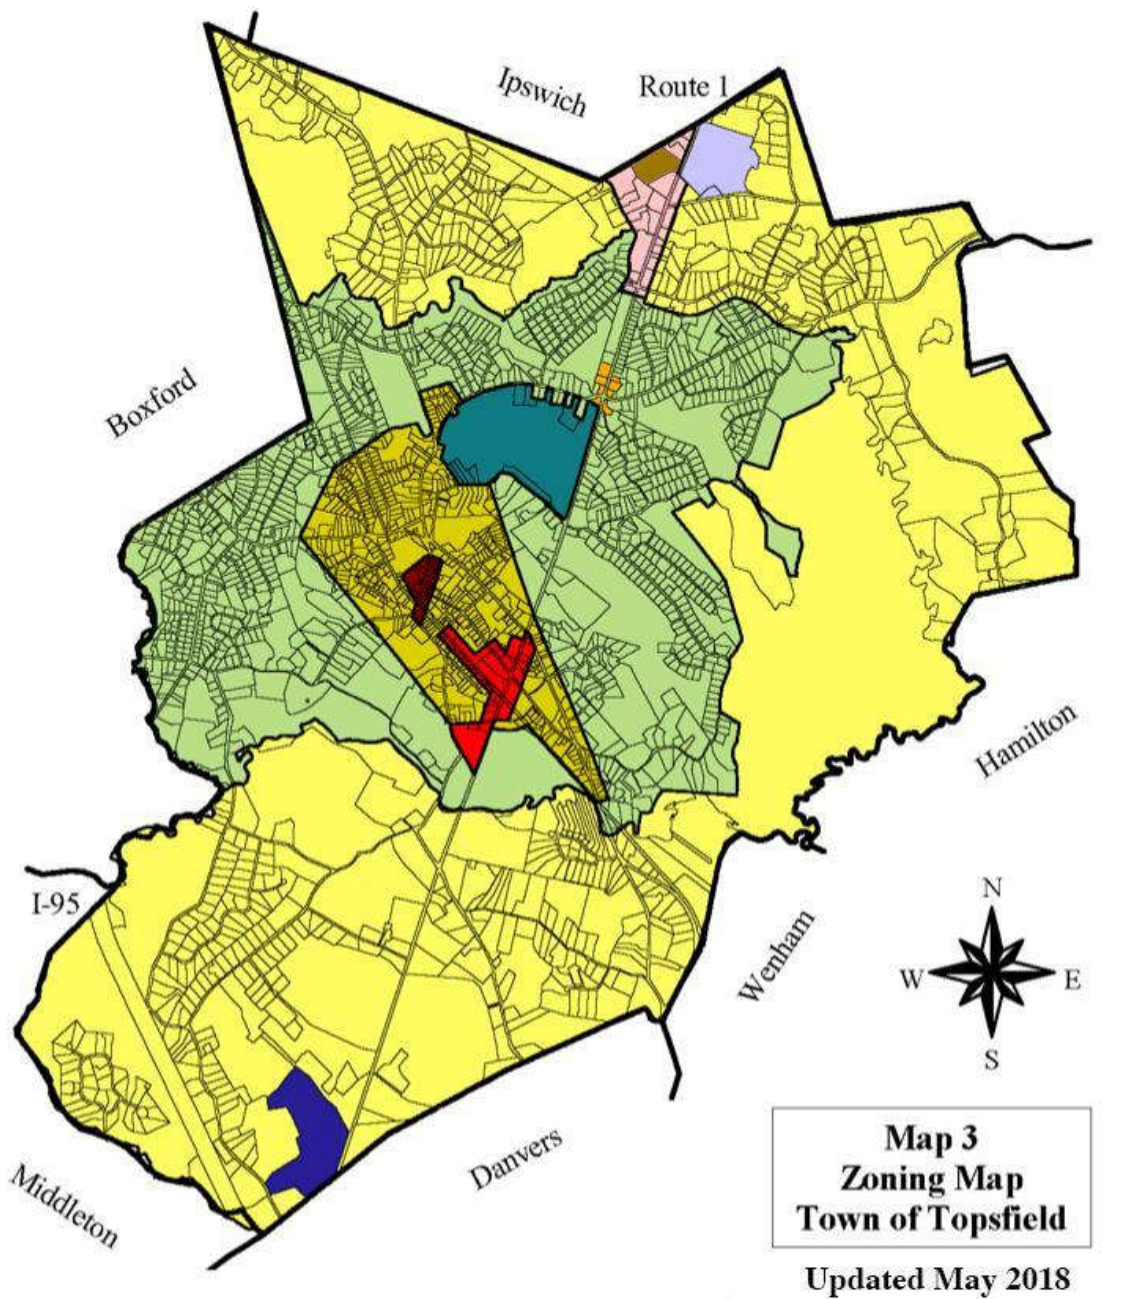 Ipswich
Route 1
Boxford
Hamilton
I-95
Wenham
N
W
E
S
Danvers
Middleton
Map 3
Zoning Map
Town of Topsfield
Updated May 2018